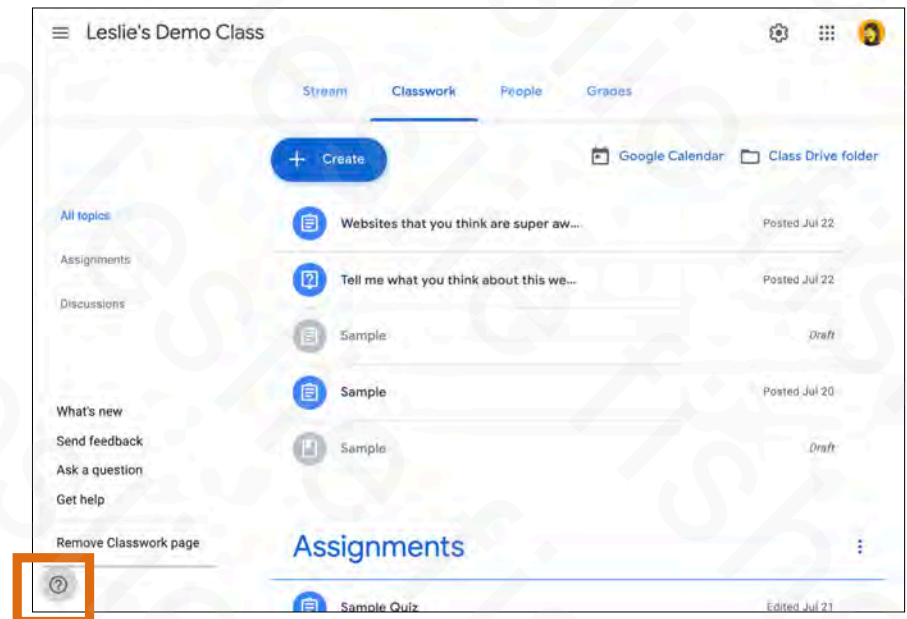 Leslie's Demo Class
Stream Classwork People Grades
+ Create
Google Calendar Class Drive folder
All topics
Assignments
Discussions
Websites that you think are super aw... Posted Jul 22
Tell me what you think about this we... Posted Jul 22
Sample Draft
Sample Posted Jul 20
Sample Draft
What's new
Send feedback
Ask a question
Get help
Remove Classwork page
Assignments
Sample Quiz Edited Jul 21